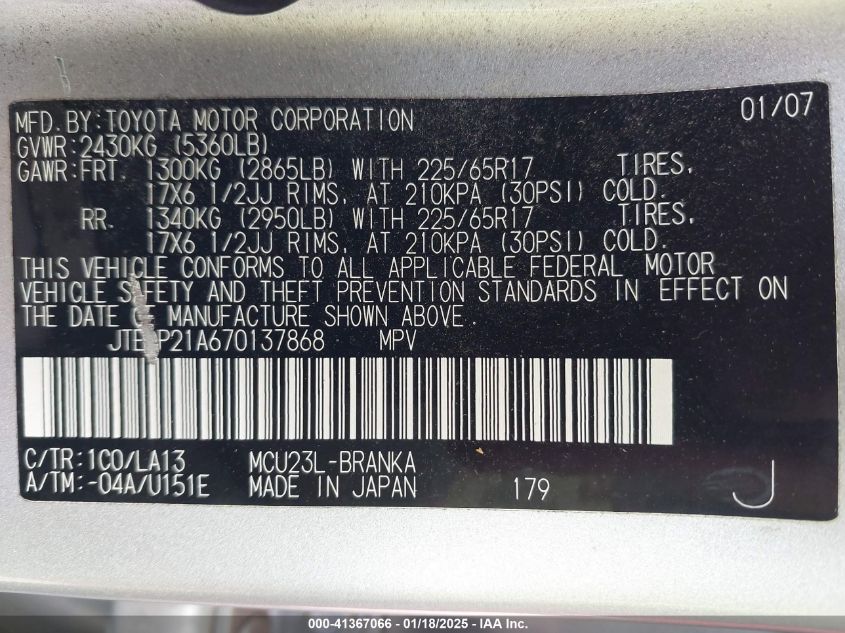 01/07
MFD.BY:TOYOTA MOTOR CORPORATION
GVWR:2430KG (5360LB)
GAWR:FRT. 1300KG (2865LB) WITH 225/65R17 TIRES,
17X6 1/2JJ RIMS, AT 210KPA (30PSI) COLD.
RR. 1340KG (2950LB) WITH 225/65R17 TIRES,
17X6 1/2JJ RIMS, AT 210KPA (30PSI) COLD.
THIS VEHICLE CONFORMS TO ALL APPLICABLE FEDERAL MOTOR
VEHICLE SAFETY AND THEFT PREVENTION STANDARDS IN EFFECT ON
THE DATE OF MANUFACTURE SHOWN ABOVE.
MPV
C/TR:1C0/LA13 MCU23L-BRANKA
A/TM:-04A/U151E MADE IN JAPAN 179 J
000-41367066 - 01/18/2025 - IAA Inc.